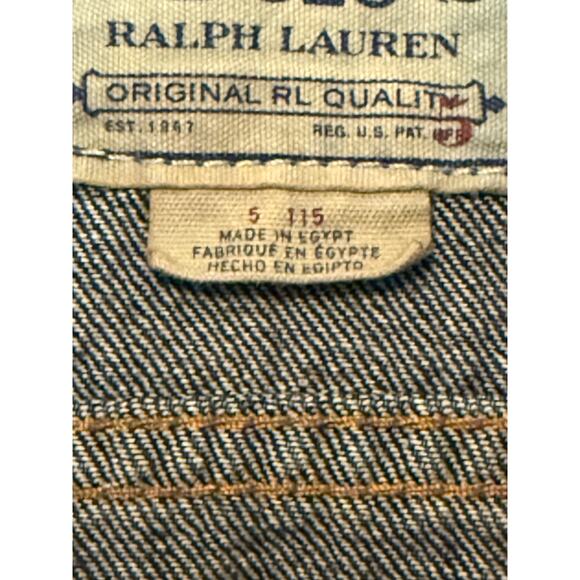 RALPH LAUREN
ORIGINAL RL QUALITY
EST. 1967 REG. U.S. PAT. OFF.
5
5 115
MADE IN EGYPT
FABRIQUÉ EN ÉGYPTE
HECHO EN EGIPTO